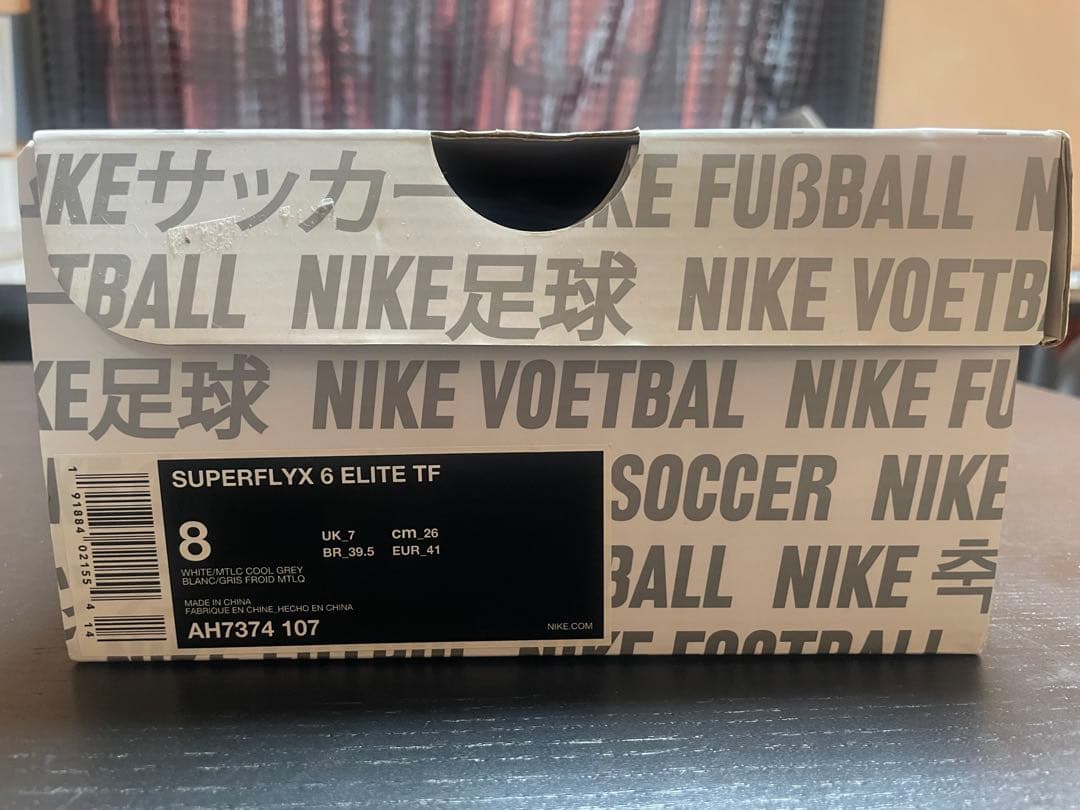 IKEサッカー KE FUßBALL N
TBALL NIKE足球 NIKE VOETB
KE足球 NIKE VOETBAL NIKE FU
SOCCER NIKE
BALL NIKE 축
NIKE FOOTBALL
1 91884 02155 4 14
SUPERFLYX 6 ELITE TF
8 UK_7 cm_26
BR_39.5 EUR_41
WHITE/MTLC COOL GREY
BLANC/GRIS FROID MTLQ
MADE IN CHINA
FABRIQUE EN CHINE_HECHO EN CHINA
AH7374 107 NIKE.COM